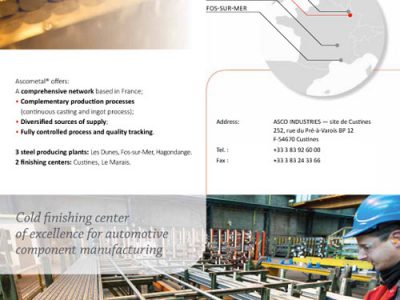 FOS-SUR-MER
Ascometal® offers:
A comprehensive network based in France;
• Complementary production processes
(continuous casting and ingot process);
• Diversified sources of supply;
• Fully controlled process and quality tracking.
3 steel producing plants: Les Dunes, Fos-sur-Mer, Hagondange.
2 finishing centers: Custines, Le Marais.
Address: ASCO INDUSTRIES — site de Custines
252, rue du Pré-à-Varois BP 12
F-54670 Custines
Tel. : +33 3 83 92 60 00
Fax : +33 3 83 24 33 66
Cold finishing center
of excellence for automotive
component manufacturing